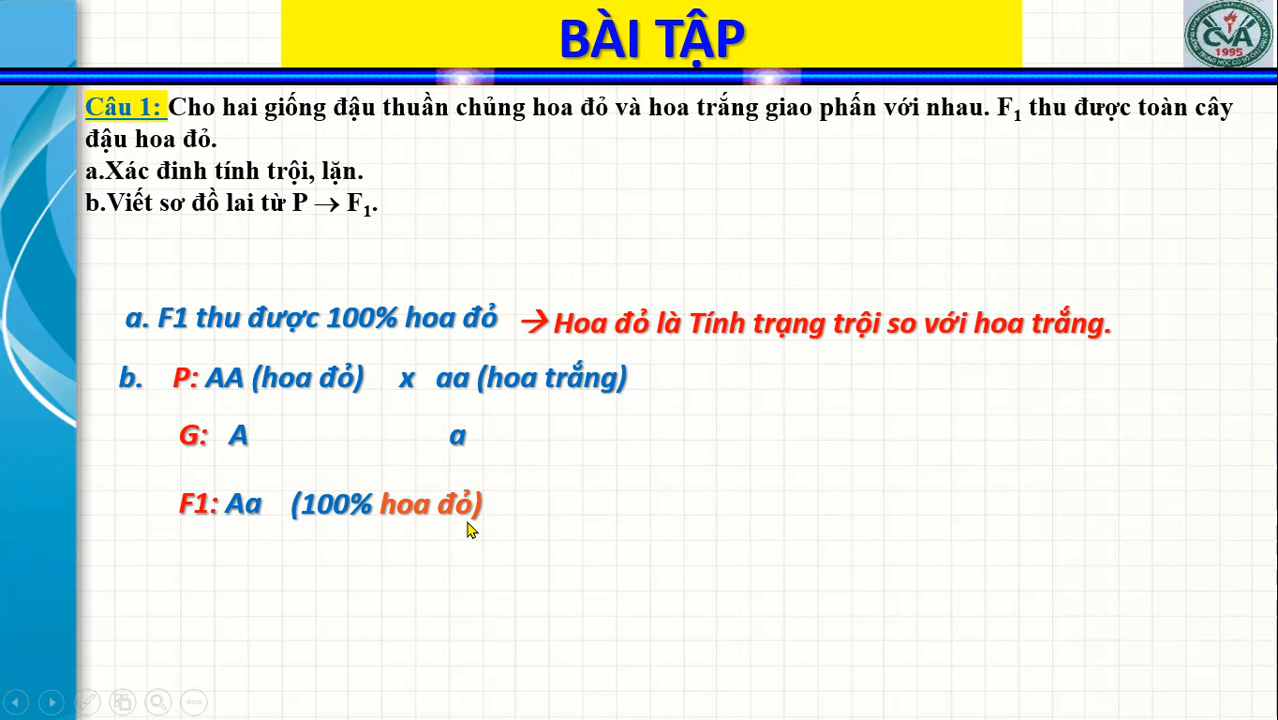 BÀI TẬP
CVA
1995
Câu 1: Cho hai giống đậu thuần chủng hoa đỏ và hoa trắng giao phấn với nhau. F1 thu được toàn cây
đậu hoa đỏ.
a.Xác đinh tính trội, lặn.
b.Viết sơ đồ lai từ P → F1.
a. F1 thu được 100% hoa đỏ → Hoa đỏ là Tính trạng trội so với hoa trắng.
b. P: AA (hoa đỏ) x aa (hoa trắng)
G: A a
F1: Aa (100% hoa đỏ)